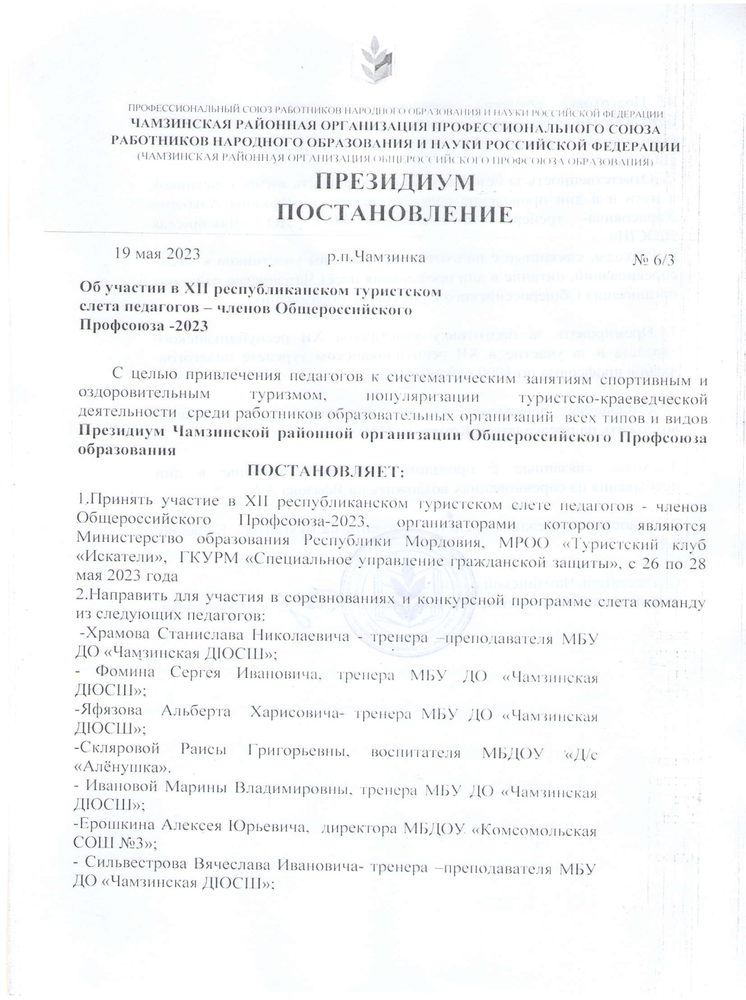 ПРОФЕССИОНАЛЬНЫЙ СОЮЗ РАБОТНИКОВ НАРОДНОГО ОБРАЗОВАНИЯ И НАУКИ РОССИЙСКОЙ ФЕДЕРАЦИИ
ЧАМЗИНСКАЯ РАЙОННАЯ ОРГАНИЗАЦИЯ ПРОФЕССИОНАЛЬНОГО СОЮЗА
РАБОТНИКОВ НАРОДНОГО ОБРАЗОВАНИЯ И НАУКИ РОССИЙСКОЙ ФЕДЕРАЦИИ
(ЧАМЗИНСКАЯ РАЙОННАЯ ОРГАНИЗАЦИЯ ОБЩЕРОССИЙСКОГО ПРОФСОЮЗА ОБРАЗОВАНИЯ)
ПРЕЗИДИУМ
ПОСТАНОВЛЕНИЕ
19 мая 2023 р.п.Чамзинка № 6/3
Об участии в XII республиканском туристском
слета педагогов – членов Общероссийского
Профсоюза -2023
С целью привлечения педагогов к систематическим занятиям спортивным и
оздоровительным туризмом, популяризации туристско-краеведческой
деятельности среди работников образовательных организаций всех типов и видов
Президиум Чамзинской районной организации Общероссийского Профсоюза
образования
ПОСТАНОВЛЯЕТ:
1.Принять участие в XII республиканском туристском слете педагогов - членов
Общероссийского Профсоюза-2023, организаторами которого являются
Министерство образования Республики Мордовия, МРОО «Туристский клуб
«Искатели», ГКУРМ «Специальное управление гражданской защиты», с 26 по 28
мая 2023 года
2.Направить для участия в соревнованиях и конкурсной программе слета команду
из следующих педагогов:
-Храмова Станислава Николаевича - тренера –преподавателя МБУ
ДО «Чамзинская ДЮСШ»;
- Фомина Сергея Ивановича, тренера МБУ ДО «Чамзинская
ДЮСШ»;
-Яфязова Альберта Харисовича- тренера МБУ ДО «Чамзинская
ДЮСШ»;
-Скляровой Раисы Григорьевны, воспитателя МБДОУ «Д/с
«Алёнушка».
- Ивановой Марины Владимировны, тренера МБУ ДО «Чамзинская
ДЮСШ»;
-Ерошкина Алексея Юрьевича, директора МБДОУ «Комсомольская
СОШ №3»;
- Сильвестрова Вячеслава Ивановича- тренера –преподавателя МБУ
ДО «Чамзинская ДЮСШ»;